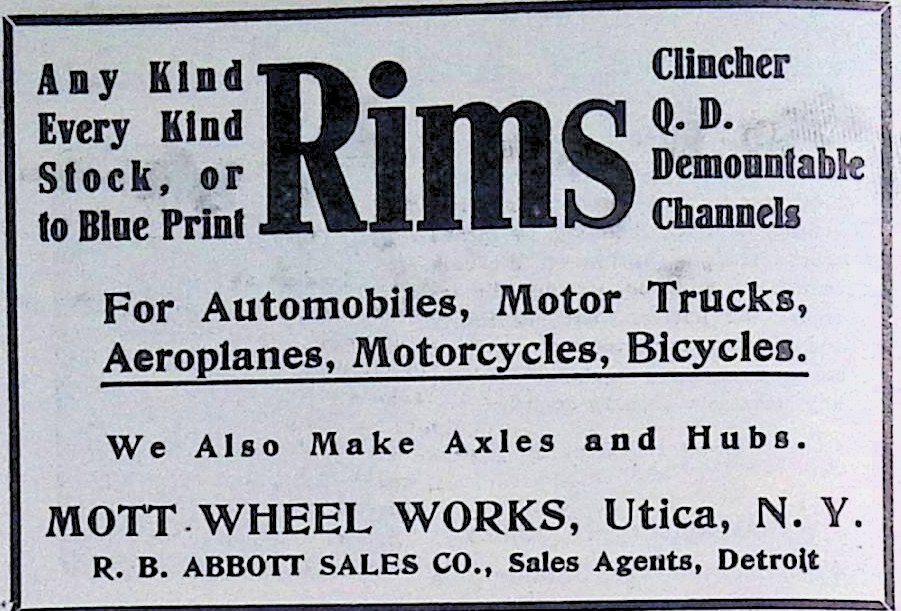 Any Kind
Every Kind
Stock, or
to Blue Print
Rims
Clincher
Q. D.
Demountable
Channels
For Automobiles, Motor Trucks,
Aeroplanes, Motorcycles, Bicycles.
We Also Make Axles and Hubs.
MOTT WHEEL WORKS, Utica, N. Y.
R. B. ABBOTT SALES CO., Sales Agents, Detroit